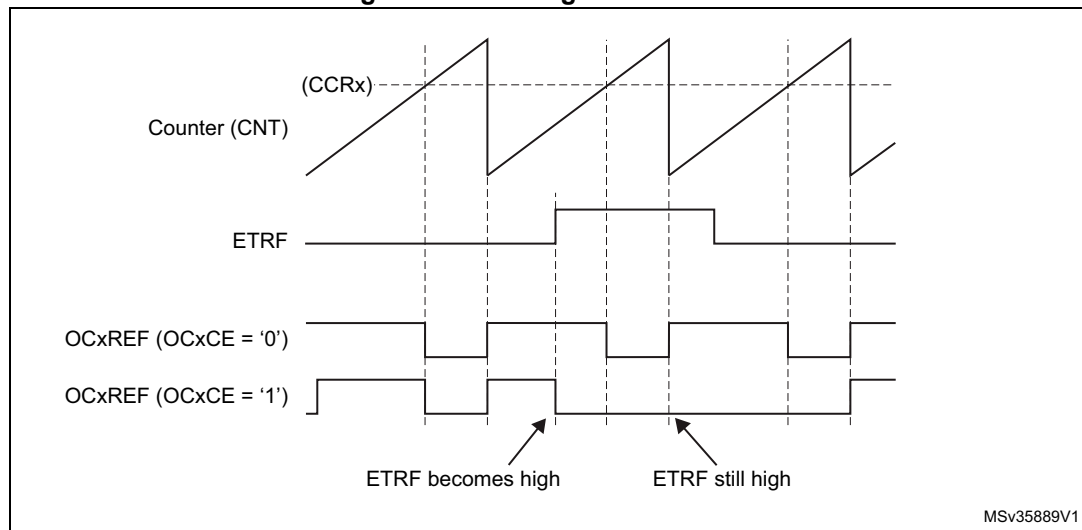 (CCRx)
Counter (CNT)
ETRF
OCxREF (OCxCE = ‘0’)
OCxREF (OCxCE = ‘1’)
ETRF becomes high
ETRF still high
MSv35889V1